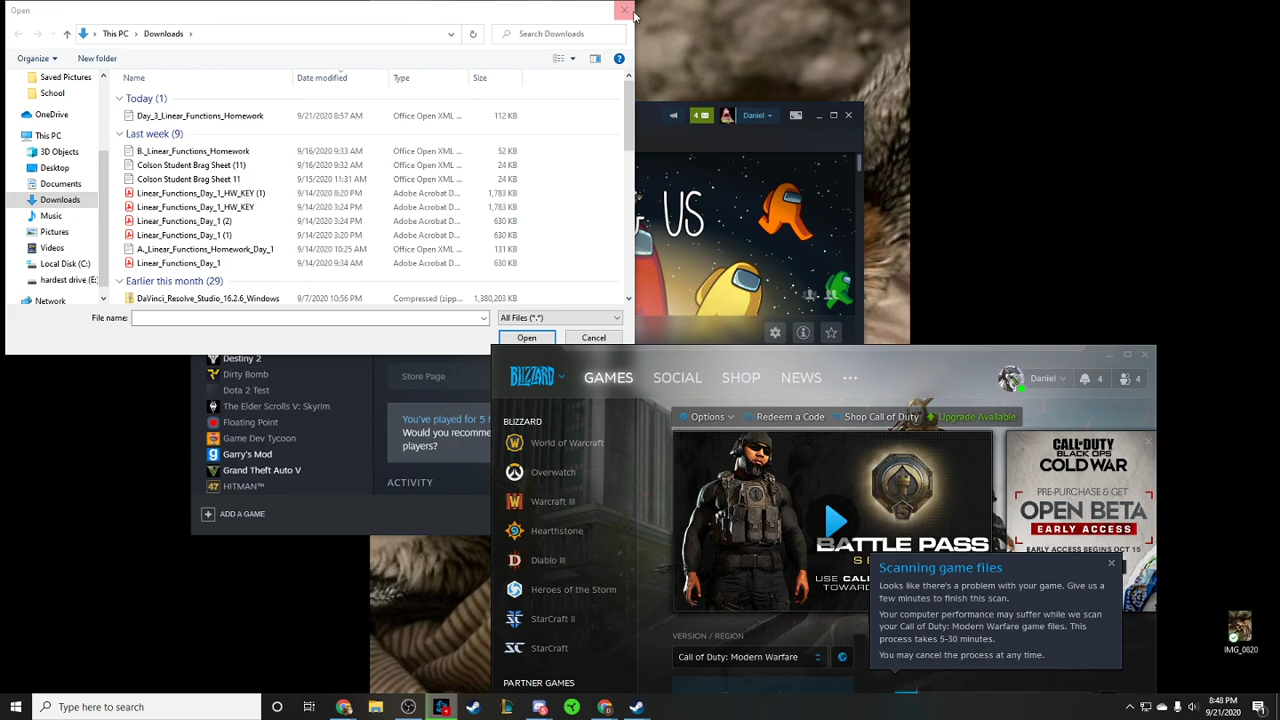 Open
This PC > Downloads >
Search Downloads
Organize
New folder
Saved Pictures
School
OneDrive
This PC
3D Objects
Desktop
Documents
Downloads
Music
Pictures
Videos
Local Disk (C:)
hardest drive (E:)
Network
Name Date modified Type Size
Today (1)
Day_3_Linear_Functions_Homework 9/21/2020 8:57 AM Office Open XML ... 112 KB
Last week (9)
B._Linear_Functions_Homework 9/16/2020 9:33 AM Office Open XML ... 52 KB
Colson Student Brag Sheet (11) 9/16/2020 9:32 AM Office Open XML ... 24 KB
Colson Student Brag Sheet 11 9/15/2020 11:31 AM Office Open XML ... 24 KB
Linear_Functions_Day_1_HW_KEY (1) 9/14/2020 8:20 PM Adobe Acrobat D... 1,783 KB
Linear_Functions_Day_1_HW_KEY 9/14/2020 3:24 PM Adobe Acrobat D... 1,783 KB
Linear_Functions_Day_1 (2) 9/14/2020 3:24 PM Adobe Acrobat D... 630 KB
Linear_Functions_Day_1 (1) 9/14/2020 3:20 PM Adobe Acrobat D... 630 KB
A._Linear_Functions_Homework_Day_1 9/14/2020 10:25 AM Office Open XML ... 131 KB
Linear_Functions_Day_1 9/14/2020 9:34 AM Adobe Acrobat D... 630 KB
Earlier this month (29)
DaVinci_Resolve_Studio_16.2.6_Windows 9/7/2020 10:56 PM Compressed (zipp... 1,380,203 KB
File name:
All Files (*.*)
Open
Cancel
4
Daniel
US
Destiny 2
Dirty Bomb
Dota 2 Test
The Elder Scrolls V: Skyrim
Floating Point
Game Dev Tycoon
Garry's Mod
Grand Theft Auto V
HITMAN™
ADD A GAME
Store Page
You've played for 5 h
Would you recomme
players?
ACTIVITY
BLIZZARD
GAMES
SOCIAL
SHOP
NEWS
Daniel
4
4
BLIZZARD
World of Warcraft
Overwatch
Warcraft III
Hearthstone
Diablo III
Heroes of the Storm
StarCraft II
StarCraft
PARTNER GAMES
Options
Redeem a Code
Shop Call of Duty
Upgrade Available
BATTLE PASS
USE CAL
CALL OF DUTY
BLACK OPS
COLD WAR
PRE-PURCHASE & GET
OPEN BETA
EARLY ACCESS
EARLY ACCESS BEGINS OCT 15
VERSION / REGION
Call of Duty: Modern Warfare
Scanning game files
Looks like there's a problem with your game. Give us a
few minutes to finish this scan.
Your computer performance may suffer while we scan
your Call of Duty: Modern Warfare game files. This
process takes 5-30 minutes.
You may cancel the process at any time.
IMG_0820
Type here to search
8:48 PM
9/21/2020